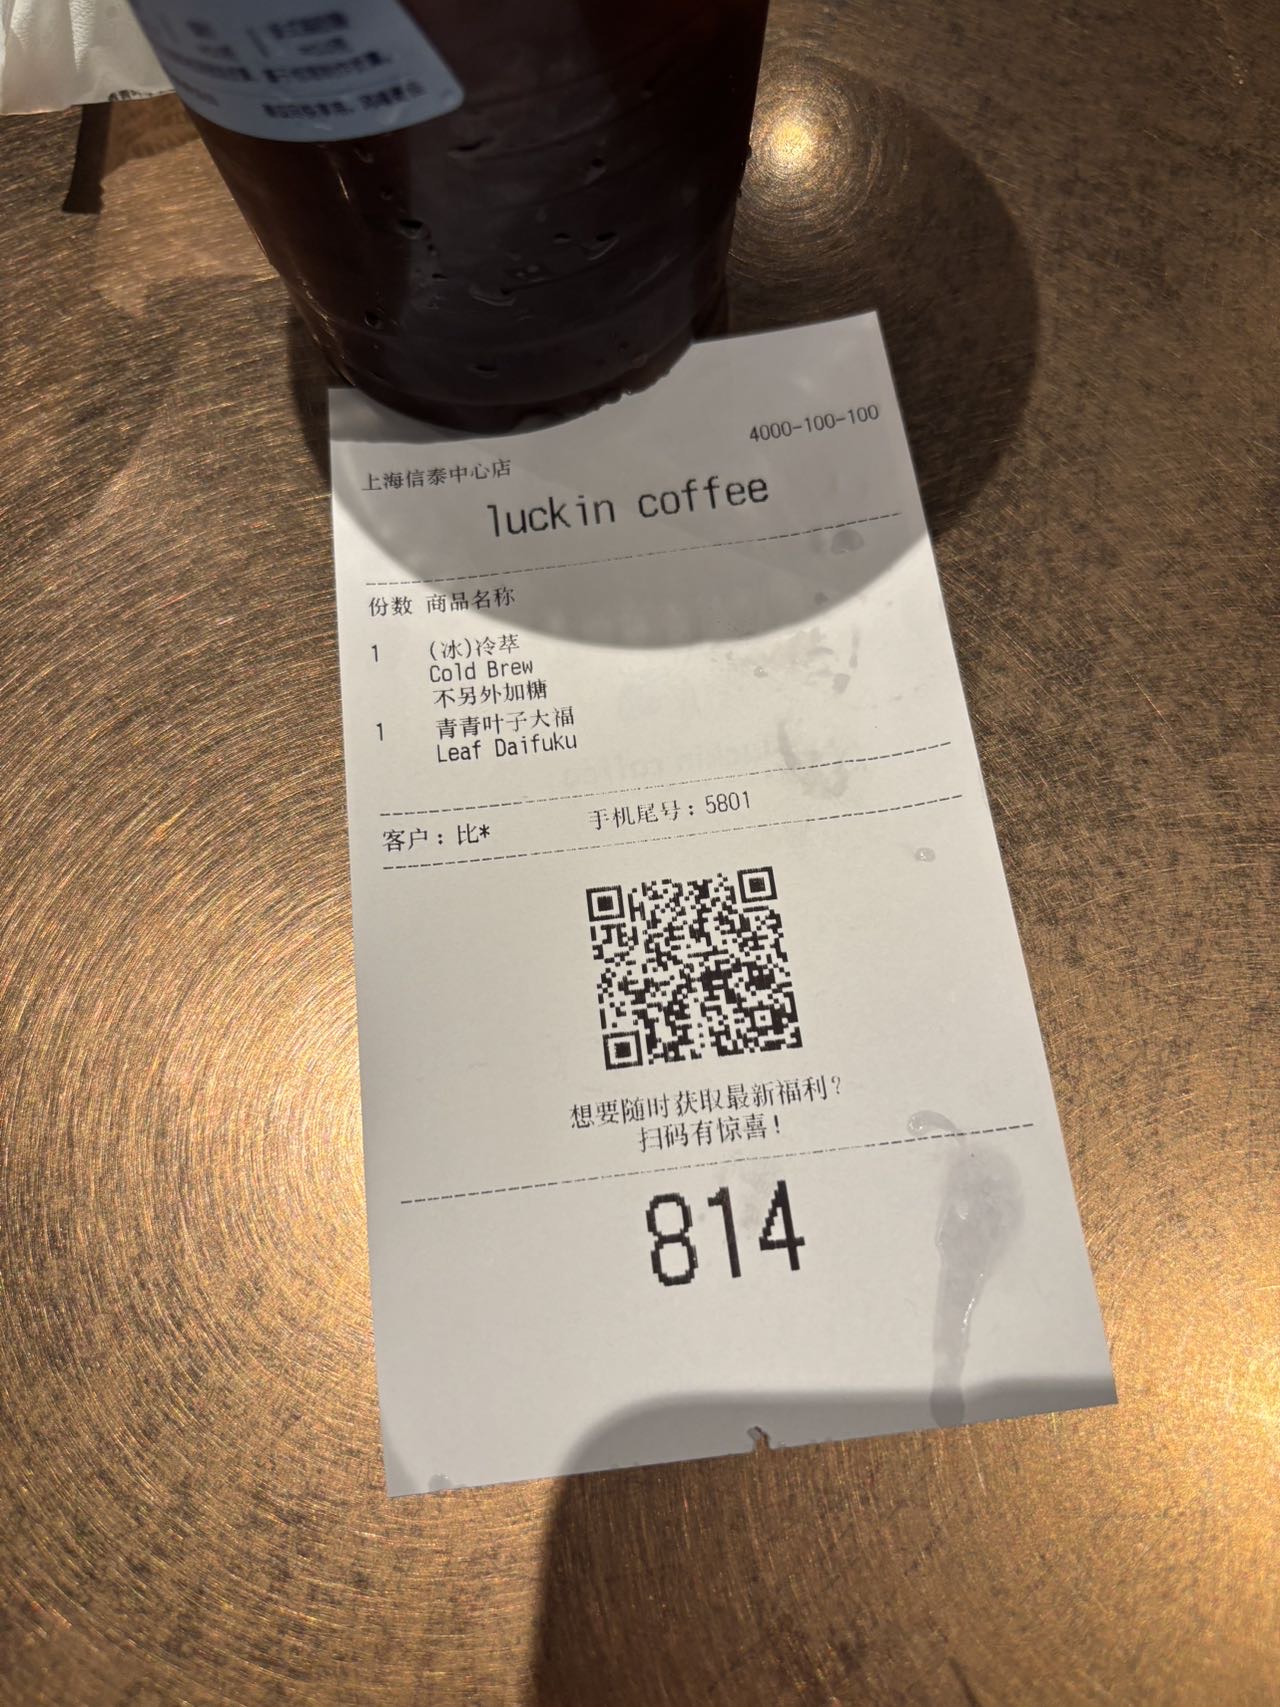 4000-100-100
上海信泰中心店
luckin coffee
份数 商品名称
1 (冰)冷萃
Cold Brew
不另外加糖
1 青青叶子大福
Leaf Daifuku
客户：比* 手机尾号：5801
想要随时获取最新福利？
扫码有惊喜！
814